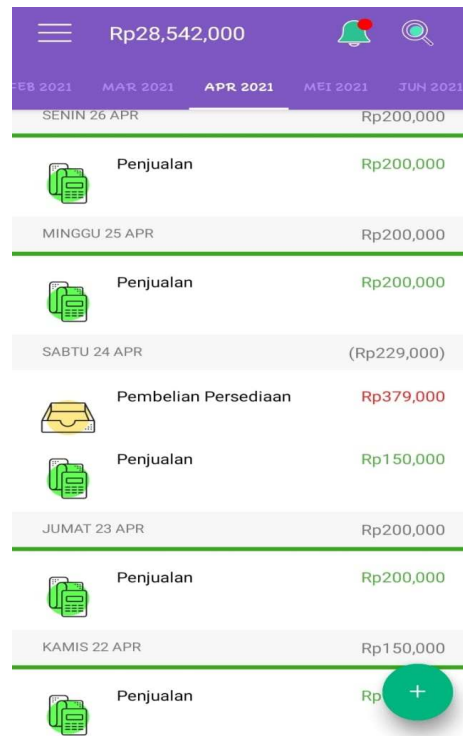 Rp28,542,000
FEB 2021 MAR 2021 APR 2021 MEI 2021 JUN 2021
SENIN 26 APR Rp200,000
Penjualan Rp200,000
MINGGU 25 APR Rp200,000
Penjualan Rp200,000
SABTU 24 APR (Rp229,000)
Pembelian Persediaan Rp379,000
Penjualan Rp150,000
JUMAT 23 APR Rp200,000
Penjualan Rp200,000
KAMIS 22 APR Rp150,000
Penjualan Rp
+